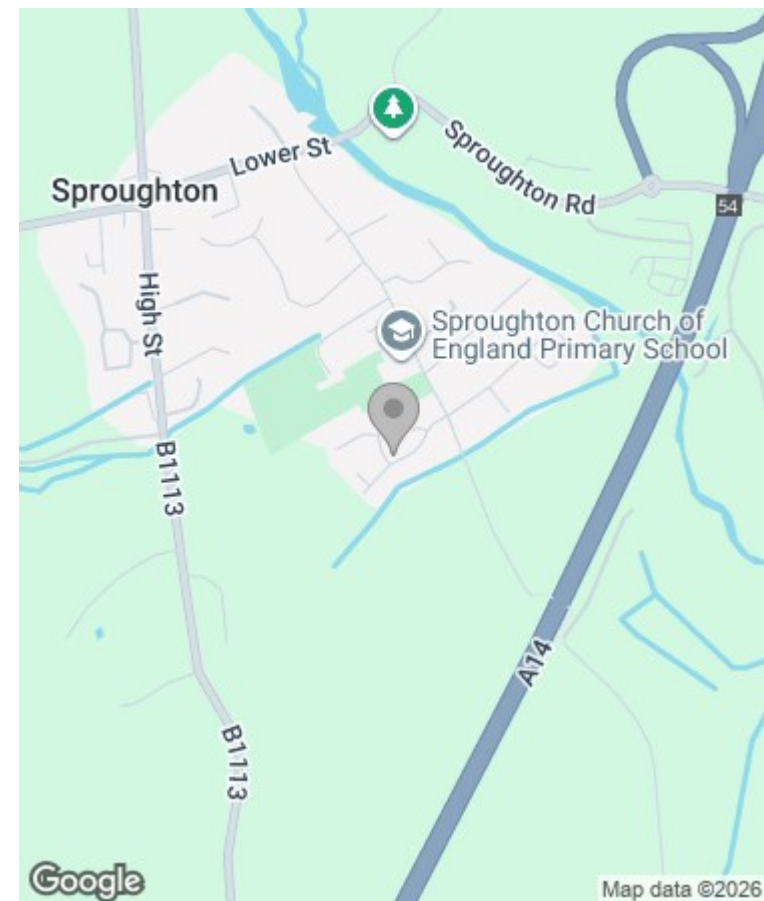 Lower St
Sproughton
Sproughton Rd
54
High St
Sproughton Church of
England Primary School
B1113
A14
B1113
Google
Map data ©2026